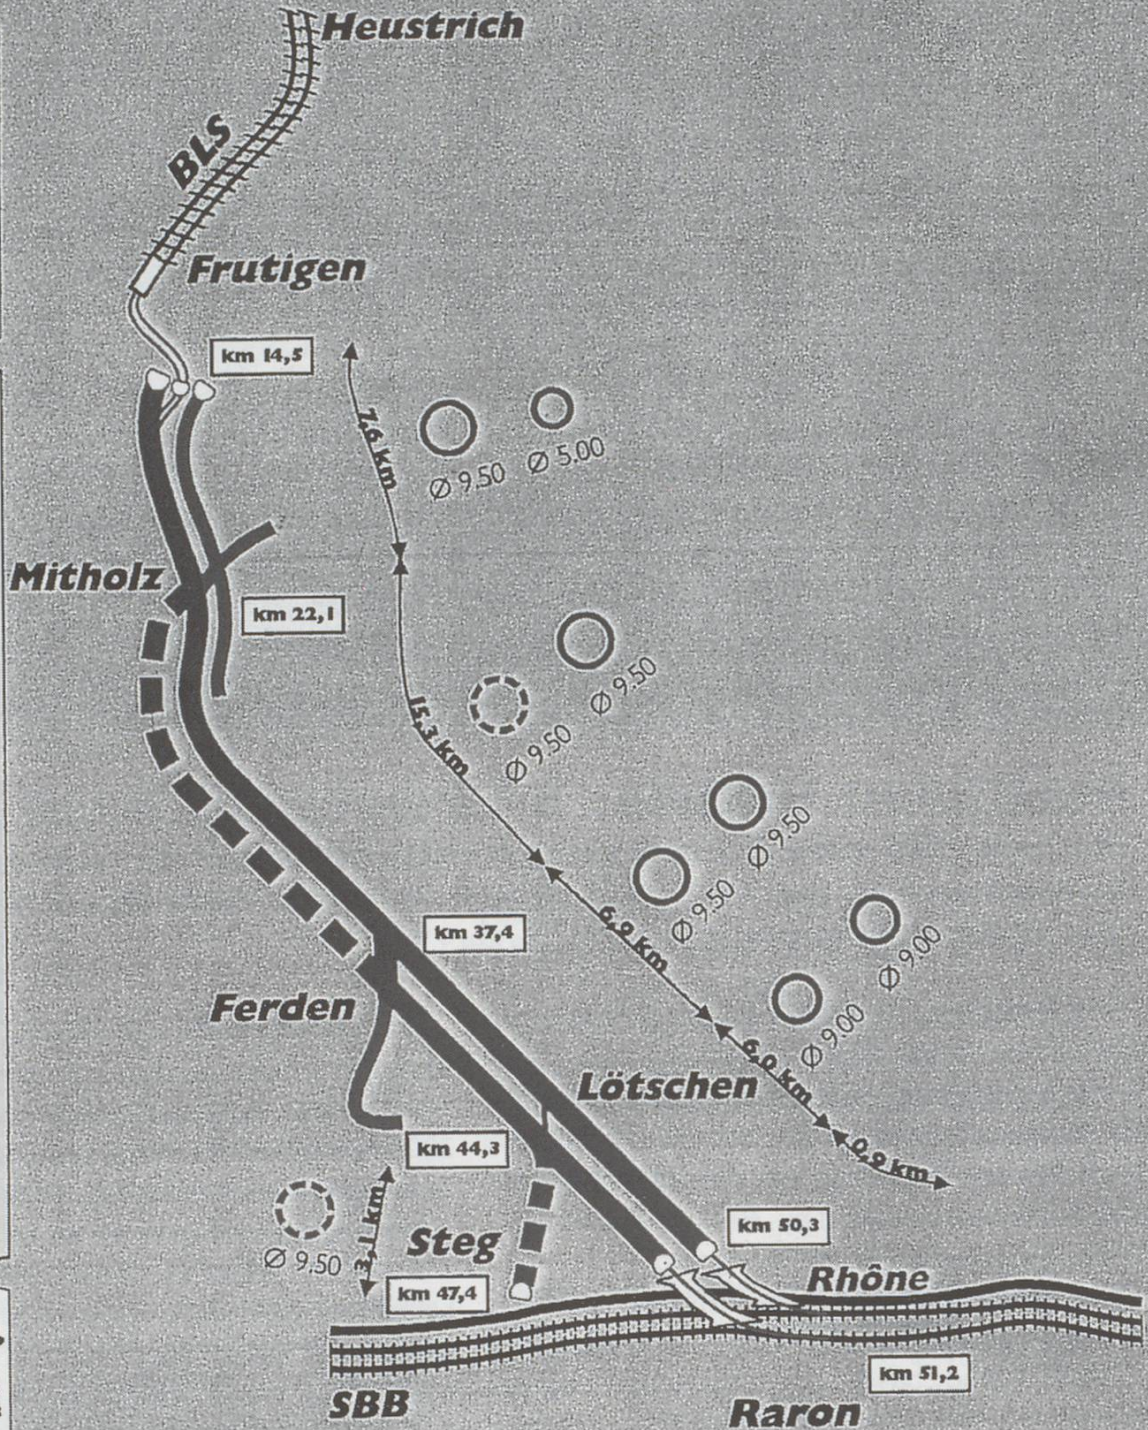 Heustrich
BLS
Frutigen
km 14,5
7,6 km
Ø 9.50
Ø 5.00
Mitholz
km 22,1
15,3 km
Ø 9.50
Ø 9.50
Ø 9.50
Ø 9.50
km 37,4
6,9 km
Ø 9.00
Ø 9.00
Ferden
6,0 km
Lötschen
km 44,3
0,9 km
Ø 9.50
3,1 km
Steg
km 47,4
km 50,3
Rhône
km 51,2
SBB
Raron